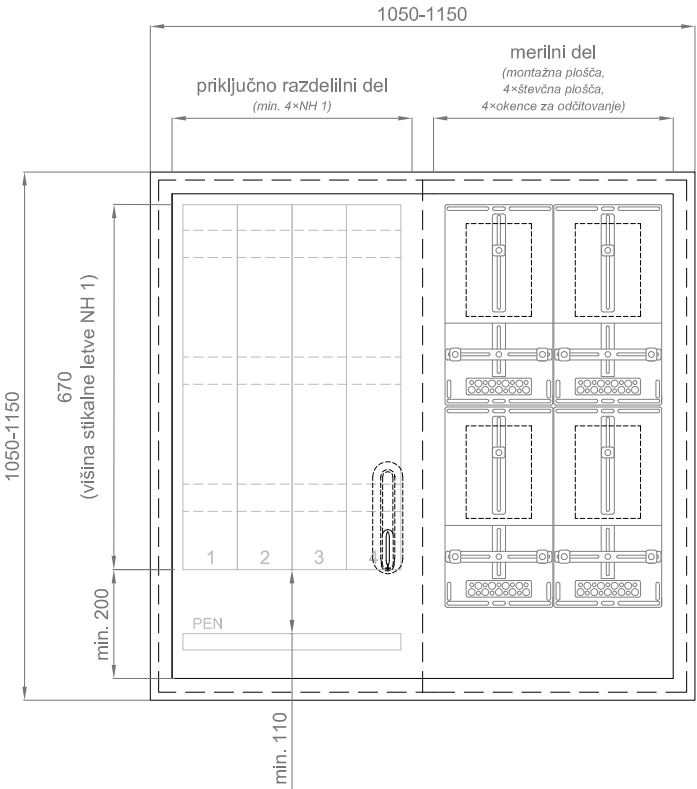 1050-1150
merilni del
(montažna plošča,
4×števčna plošča,
4×okence za odčitovanje)
priključno razdelilni del
(min. 4×NH 1)
1050-1150
670
(višina stikalne letve NH 1)
1 2 3 4
min. 200
PEN
min. 110